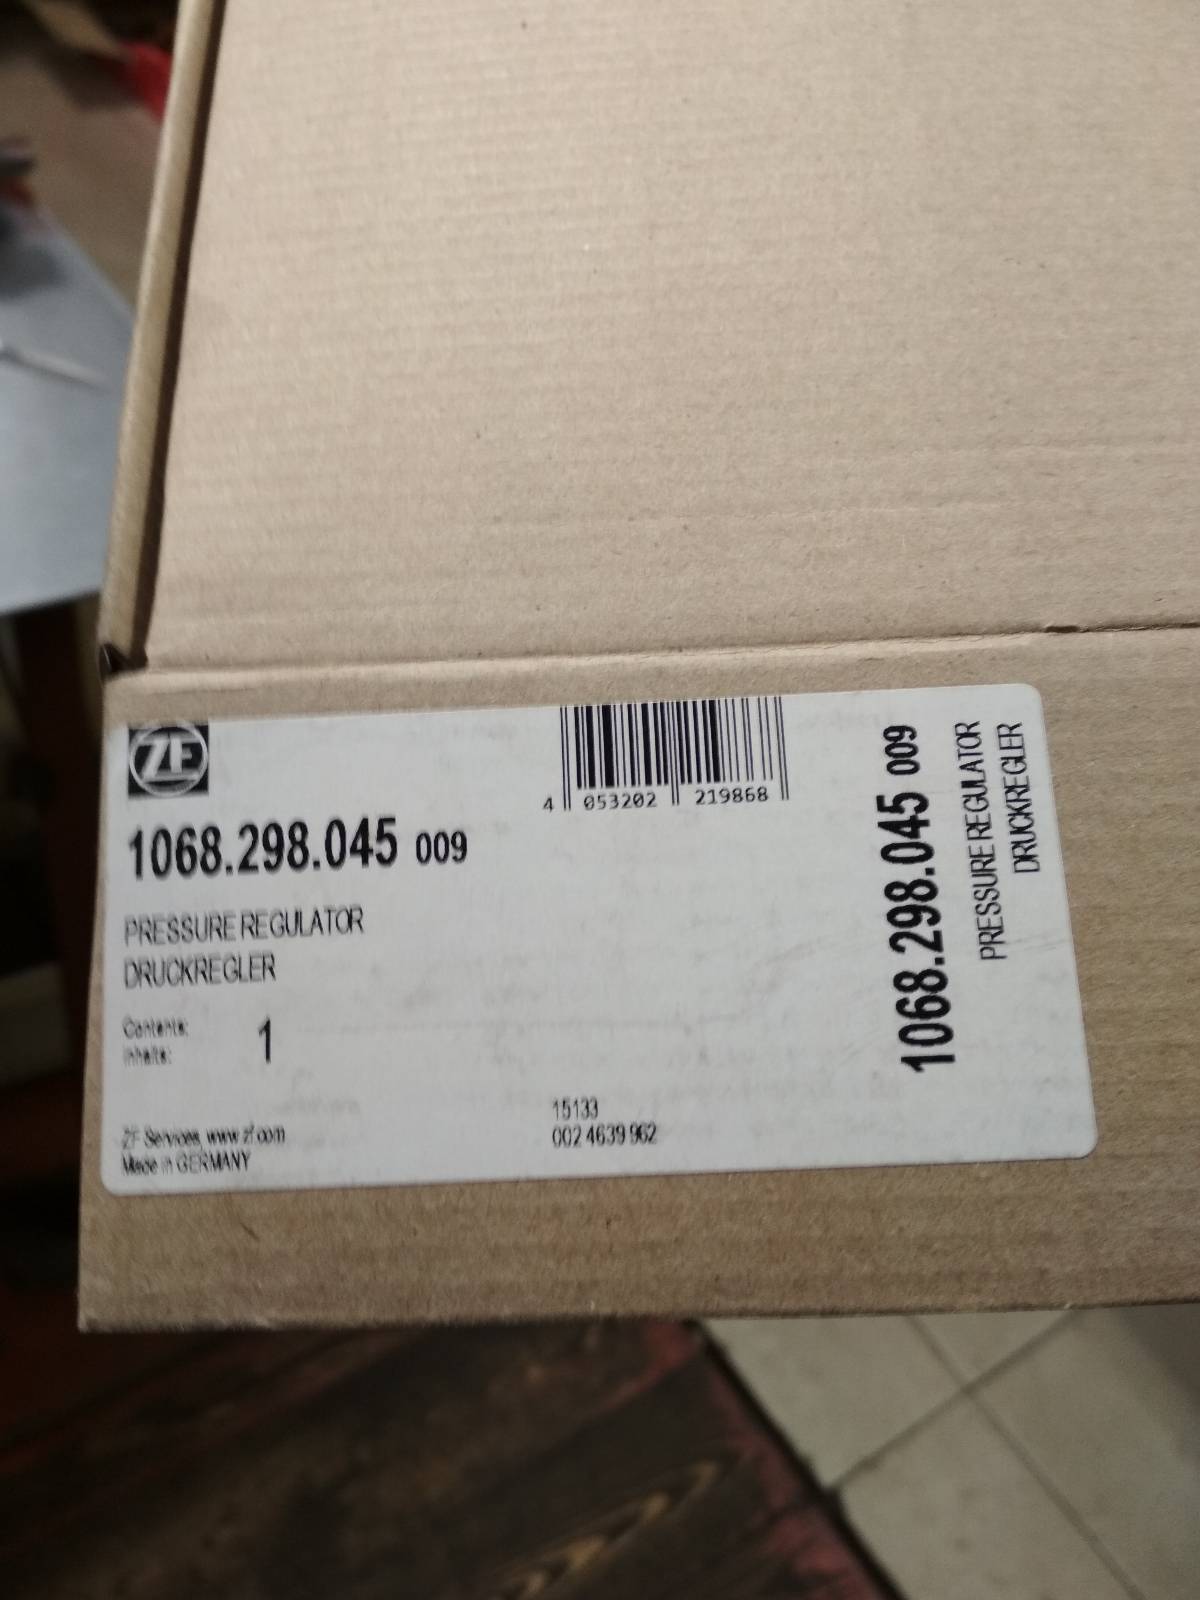 ZF
4 053202 219868
1068.298.045 009
PRESSURE REGULATOR
DRUCKREGLER
Contents:
Inhalts:
1
15133
002 4639 962
ZF Services, www.zf.com
Made in GERMANY
1068.298.045 009
PRESSURE REGULATOR
DRUCKREGLER